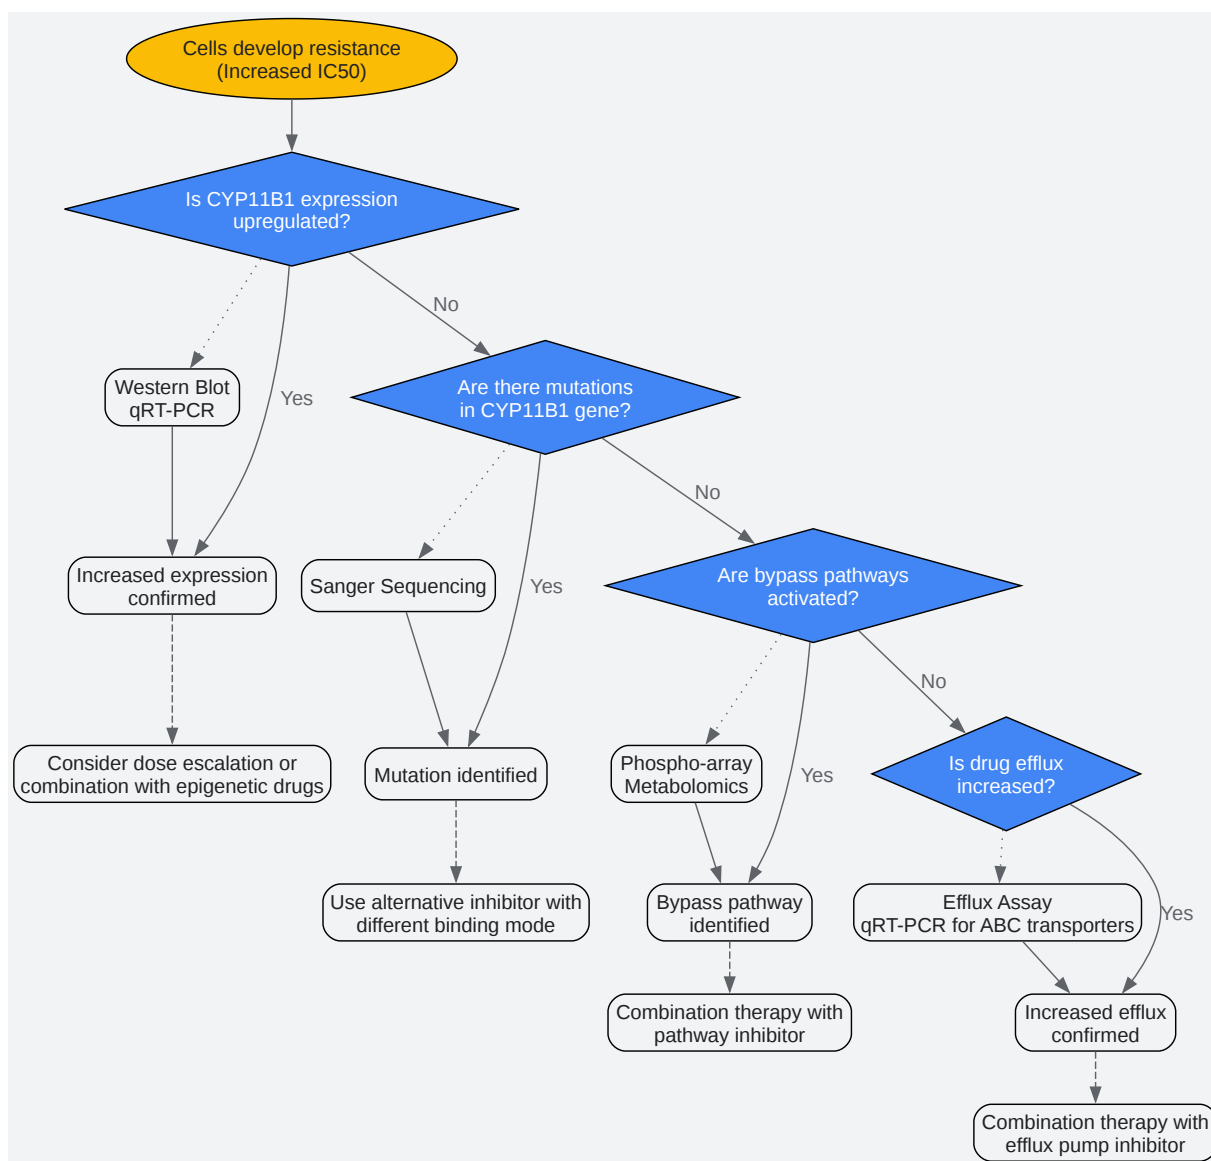 Cells develop resistance
(Increased IC50)
Is CYP11B1 expression
upregulated?
No
Western Blot
qRT-PCR
Yes
Are there mutations
in CYP11B1 gene?
No
Increased expression
confirmed
Sanger Sequencing
Yes
Are bypass pathways
activated?
No
Consider dose escalation or
combination with epigenetic drugs
Mutation identified
Phospho-array
Metabolomics
Yes
Is drug efflux
increased?
Use alternative inhibitor with
different binding mode
Bypass pathway
identified
Efflux Assay
qRT-PCR for ABC transporters
Yes
Combination therapy with
pathway inhibitor
Increased efflux
confirmed
Combination therapy with
efflux pump inhibitor